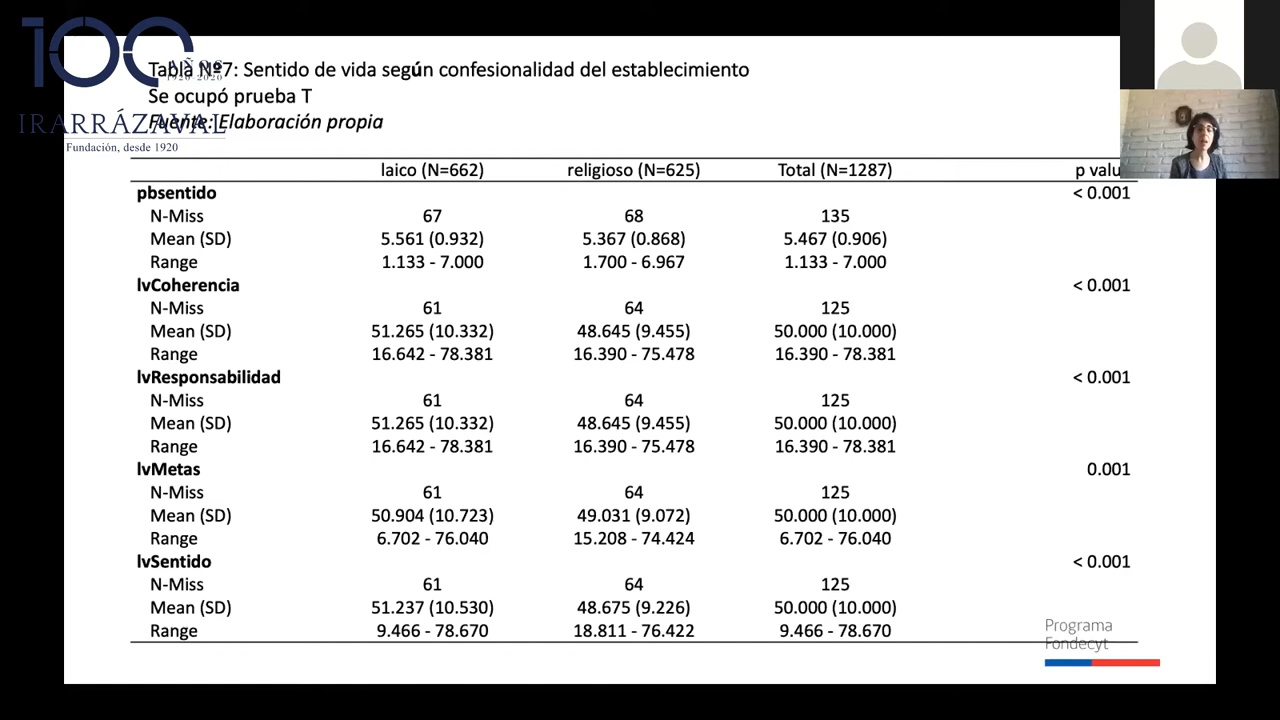 100
AÑOS
1920-2020
IRARRÁZAVAL
Fundación, desde 1920
Tabla Nº7: Sentido de vida según confesionalidad del establecimiento
Se ocupó prueba T
Fuente: Elaboración propia
laico (N=662) religioso (N=625) Total (N=1287) p valu
pbsentido < 0.001
N-Miss 67 68 135
Mean (SD) 5.561 (0.932) 5.367 (0.868) 5.467 (0.906)
Range 1.133 - 7.000 1.700 - 6.967 1.133 - 7.000
lvCoherencia < 0.001
N-Miss 61 64 125
Mean (SD) 51.265 (10.332) 48.645 (9.455) 50.000 (10.000)
Range 16.642 - 78.381 16.390 - 75.478 16.390 - 78.381
lvResponsabilidad < 0.001
N-Miss 61 64 125
Mean (SD) 51.265 (10.332) 48.645 (9.455) 50.000 (10.000)
Range 16.642 - 78.381 16.390 - 75.478 16.390 - 78.381
lvMetas 0.001
N-Miss 61 64 125
Mean (SD) 50.904 (10.723) 49.031 (9.072) 50.000 (10.000)
Range 6.702 - 76.040 15.208 - 74.424 6.702 - 76.040
lvSentido < 0.001
N-Miss 61 64 125
Mean (SD) 51.237 (10.530) 48.675 (9.226) 50.000 (10.000)
Range 9.466 - 78.670 18.811 - 76.422 9.466 - 78.670
Programa
Fondecyt